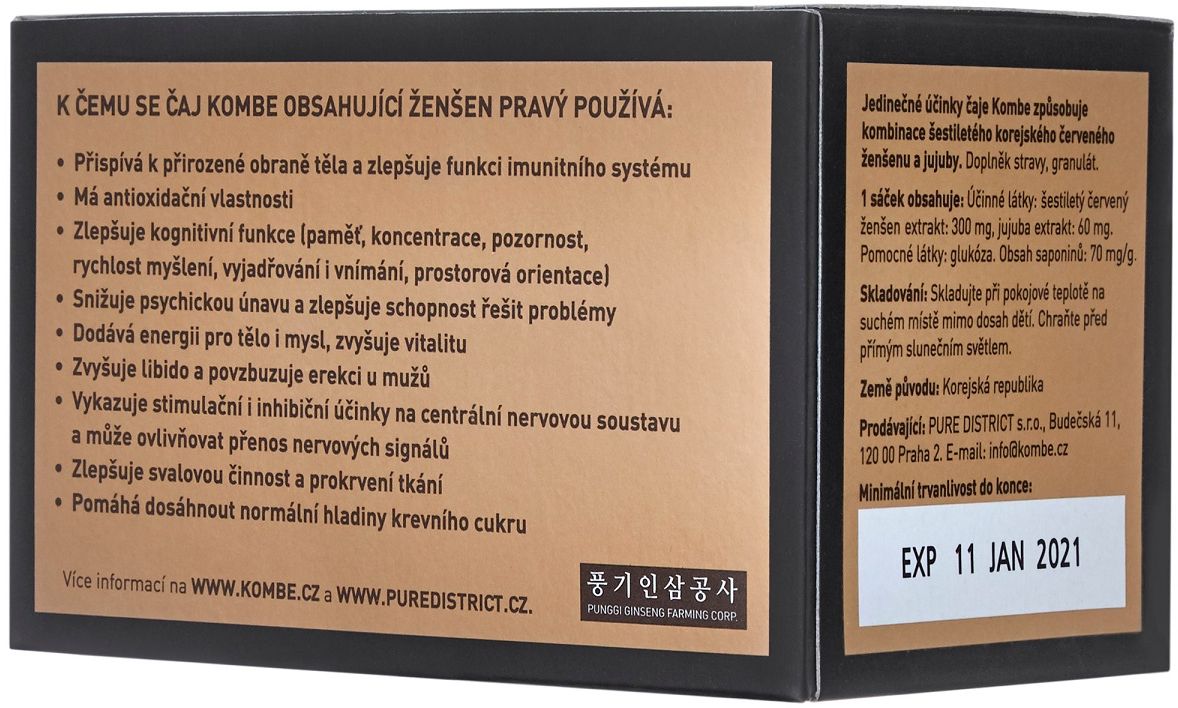 K ČEMU SE ČAJ KOMBE OBSAHUJÍCÍ ŽENŠEN PRAVÝ POUŽÍVÁ:
• Přispívá k přirozené obraně těla a zlepšuje funkci imunitního systému
• Má antioxidační vlastnosti
• Zlepšuje kognitivní funkce (paměť, koncentrace, pozornost,
rychlost myšlení, vyjadřování i vnímání, prostorová orientace)
• Snižuje psychickou únavu a zlepšuje schopnost řešit problémy
• Dodává energii pro tělo i mysl, zvyšuje vitalitu
• Zvyšuje libido a povzbuzuje erekci u mužů
• Vykazuje stimulační i inhibiční účinky na centrální nervovou soustavu
a může ovlivňovat přenos nervových signálů
• Zlepšuje svalovou činnost a prokrvení tkání
• Pomáhá dosáhnout normální hladiny krevního cukru
Více informací na WWW.KOMBE.CZ a WWW.PUREDISTRICT.CZ.
풍기인삼공사
PUNGGI GINSENG FARMING CORP.
Jedinečné účinky čaje Kombe způsobuje
kombinace šestiletého korejského červeného
ženšenu a jujuby. Doplněk stravy, granulát.
1 sáček obsahuje: Účinné látky: šestiletý červený
ženšen extrakt: 300 mg, jujuba extrakt: 60 mg.
Pomocné látky: glukóza. Obsah saponinů: 70 mg/g.
Skladování: Skladujte při pokojové teplotě na
suchém místě mimo dosah dětí. Chraňte před
přímým slunečním světlem.
Země původu: Korejská republika
Prodávající: PURE DISTRICT s.r.o., Budečská 11,
120 00 Praha 2. E-mail: info@kombe.cz
Minimální trvanlivost do konce:
EXP 11 JAN 2021